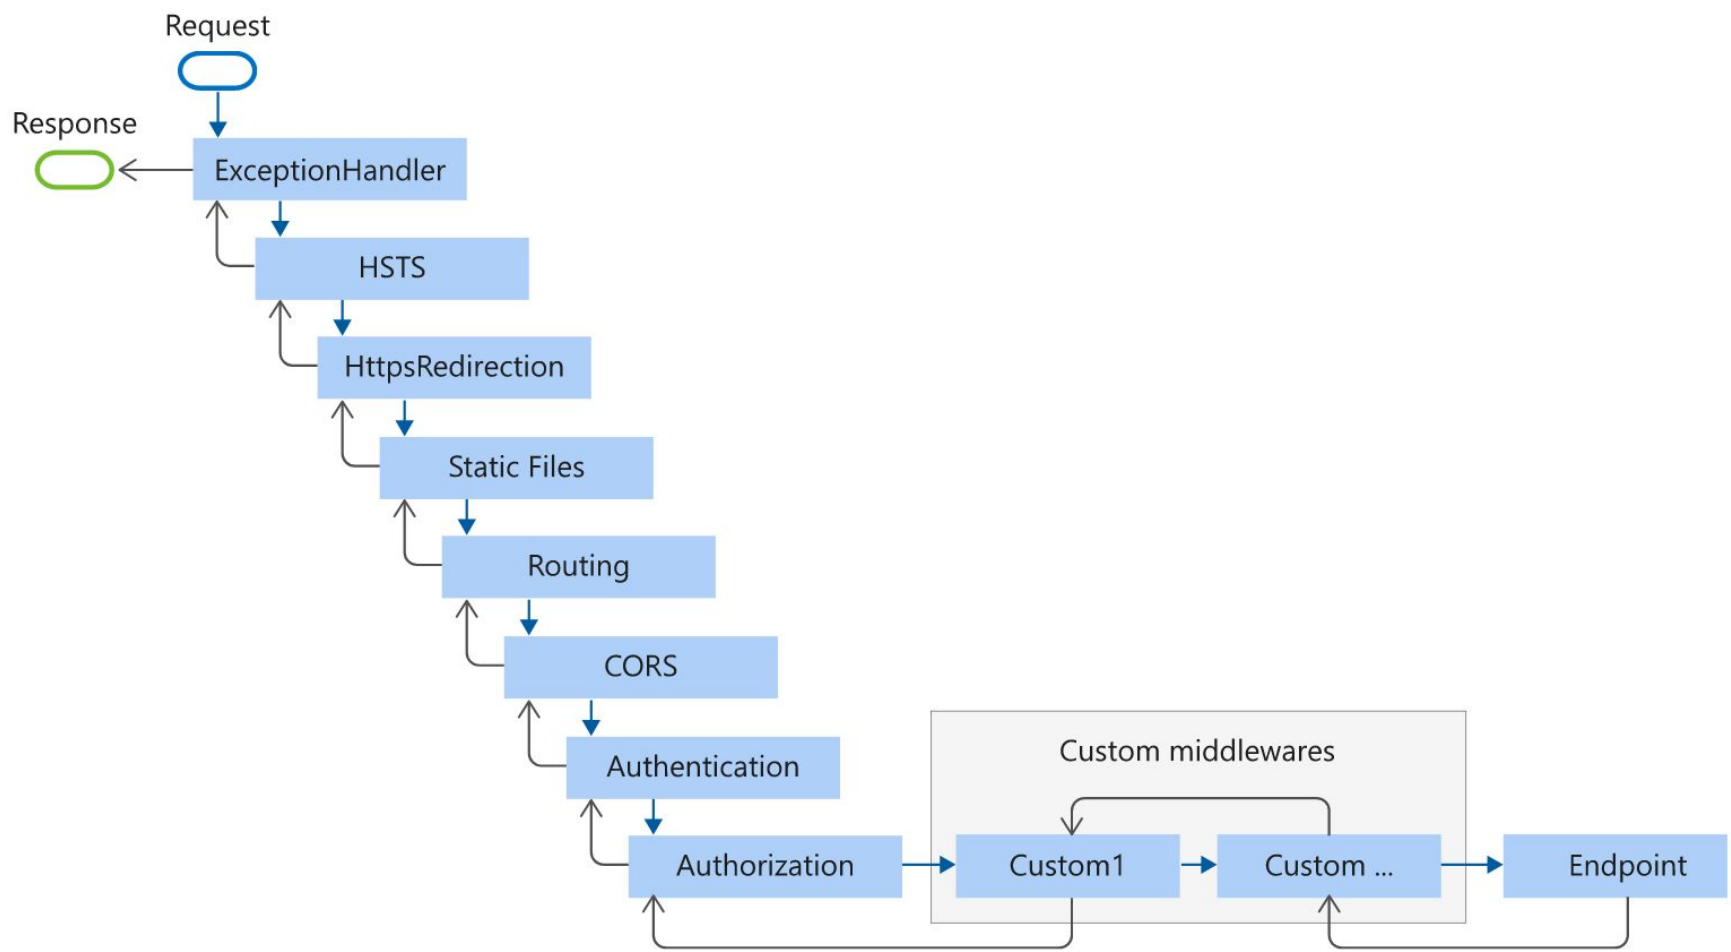 Request
Response
ExceptionHandler
HSTS
HttpsRedirection
Static Files
Routing
CORS
Authentication
Custom middlewares
Authorization
Custom1
Custom ...
Endpoint